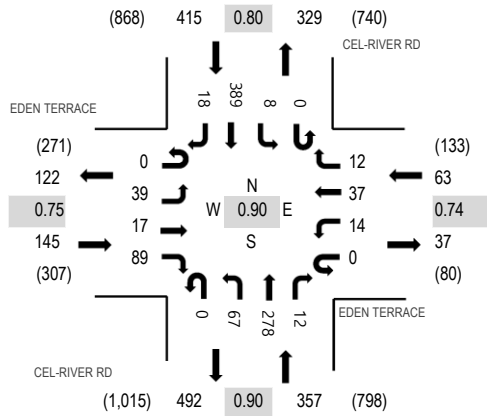 (868) 415 0.80 329 (740)
CEL-RIVER RD
EDEN TERRACE
18 389 8 0
(271) (133)
122 0 12 63
0.75 39 37 0.74
N
W 0.90 E
S
145 17 14 37
(307) 89 0 (80)
0 67 278 12
EDEN TERRACE
CEL-RIVER RD
(1,015) 492 0.90 357 (798)